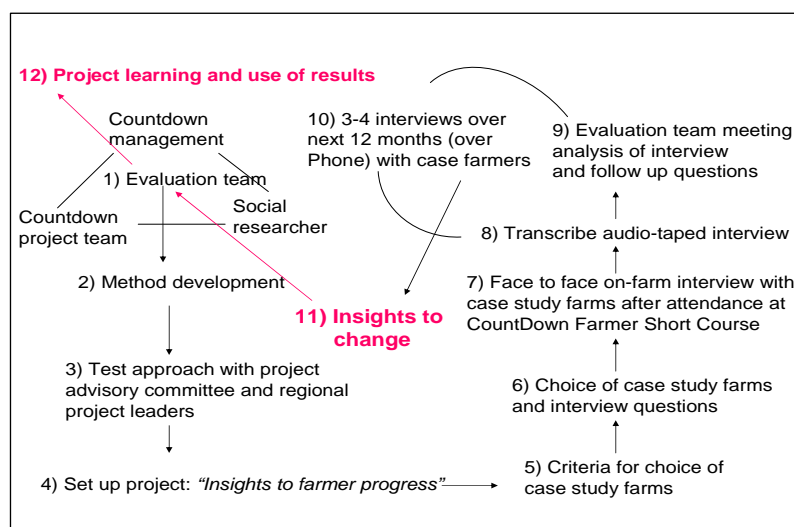 12) Project learning and use of results
Countdown
management
1) Evaluation team
Countdown
project team
Social
researcher
2) Method development
3) Test approach with project
advisory committee and regional
project leaders
4) Set up project: “Insights to farmer progress”
5) Criteria for choice of
case study farms
6) Choice of case study farms
and interview questions
7) Face to face on-farm interview with
case study farms after attendance at
CountDown Farmer Short Course
8) Transcribe audio-taped interview
9) Evaluation team meeting
analysis of interview
and follow up questions
10) 3-4 interviews over
next 12 months (over
Phone) with case farmers
11) Insights to
change